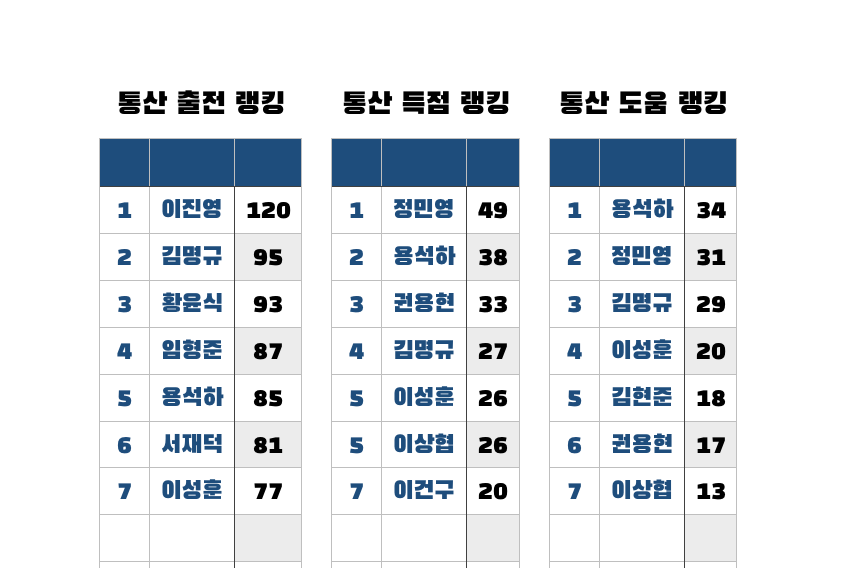 통산 출전 랭킹 통산 득점 랭킹 통산 도움 랭킹
1 이진영 120 1 정민영 49 1 용석하 34
2 김명규 95 2 용석하 38 2 정민영 31
3 황윤식 93 3 권용현 33 3 김명규 29
4 임형준 87 4 김명규 27 4 이성훈 20
5 용석하 85 5 이성훈 26 5 김현준 18
6 서재덕 81 5 이상협 26 6 권용현 17
7 이성훈 77 7 이건구 20 7 이상협 13